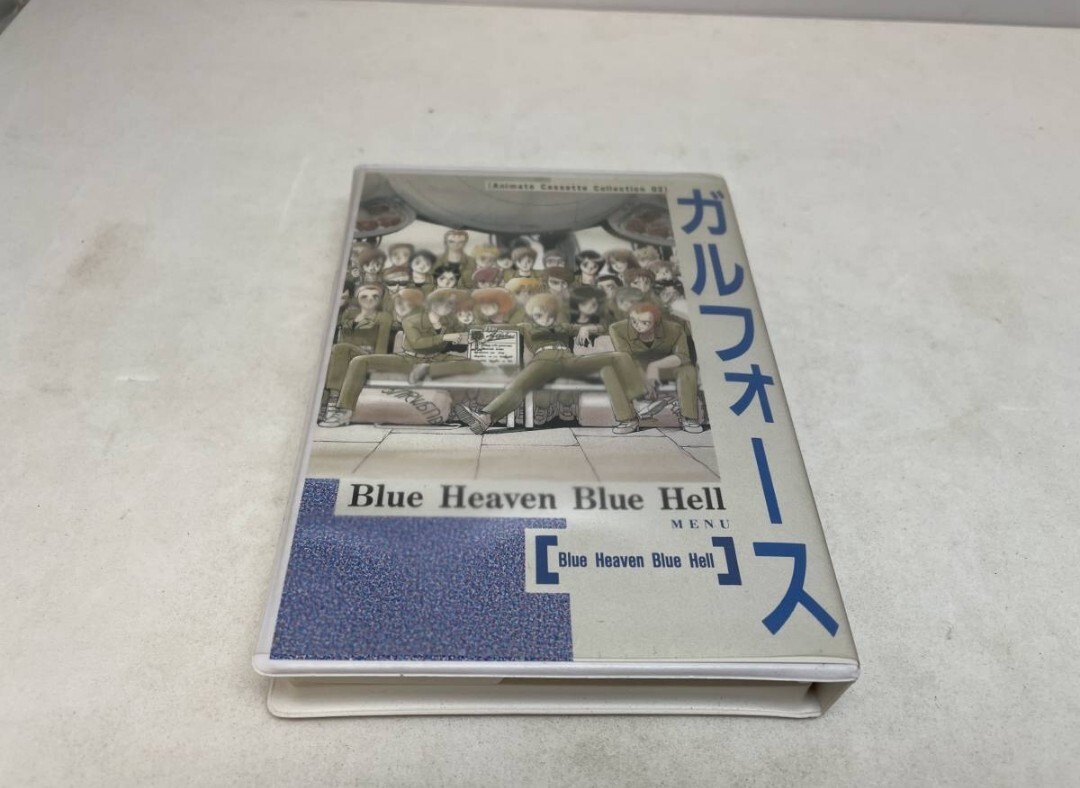 [Animate Cassette Collection 03]
ガルフォース
Blue Heaven Blue Hell
MENU
[Blue Heaven Blue Hell]